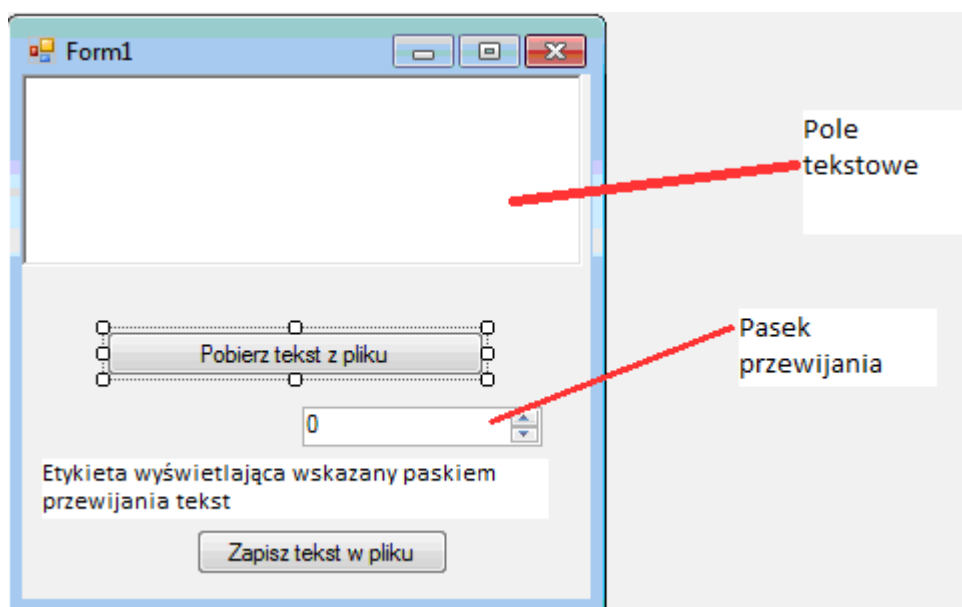 Form1
Pole
tekstowe
Pobierz tekst z pliku
Pasek
przewijania
0
Etykieta wyświetlająca wskazany paskiem
przewijania tekst
Zapisz tekst w pliku